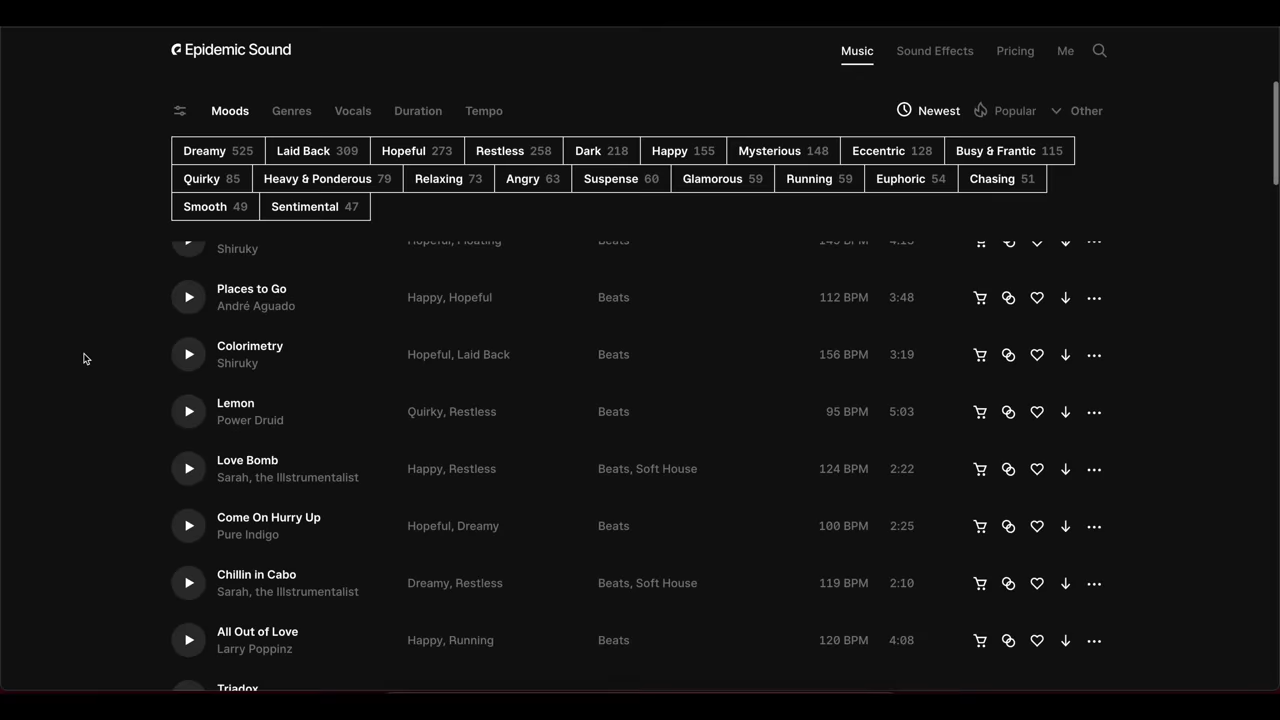 Epidemic Sound Music Sound Effects Pricing Me
Moods Genres Vocals Duration Tempo Newest Popular Other
Dreamy 525 Laid Back 309 Hopeful 273 Restless 258 Dark 218 Happy 155 Mysterious 148 Eccentric 128 Busy & Frantic 115
Quirky 85 Heavy & Ponderous 79 Relaxing 73 Angry 63 Suspense 60 Glamorous 59 Running 59 Euphoric 54 Chasing 51
Smooth 49 Sentimental 47
Hopeful, Floating Beats 149 BPM 4:13
Shiruky
Places to Go
André Aguado
Happy, Hopeful Beats 112 BPM 3:48
Colorimetry
Shiruky
Hopeful, Laid Back Beats 156 BPM 3:19
Lemon
Power Druid
Quirky, Restless Beats 95 BPM 5:03
Love Bomb
Sarah, the Illstrumentalist
Happy, Restless Beats, Soft House 124 BPM 2:22
Come On Hurry Up
Pure Indigo
Hopeful, Dreamy Beats 100 BPM 2:25
Chillin in Cabo
Sarah, the Illstrumentalist
Dreamy, Restless Beats, Soft House 119 BPM 2:10
All Out of Love
Larry Poppinz
Happy, Running Beats 120 BPM 4:08
Triadox